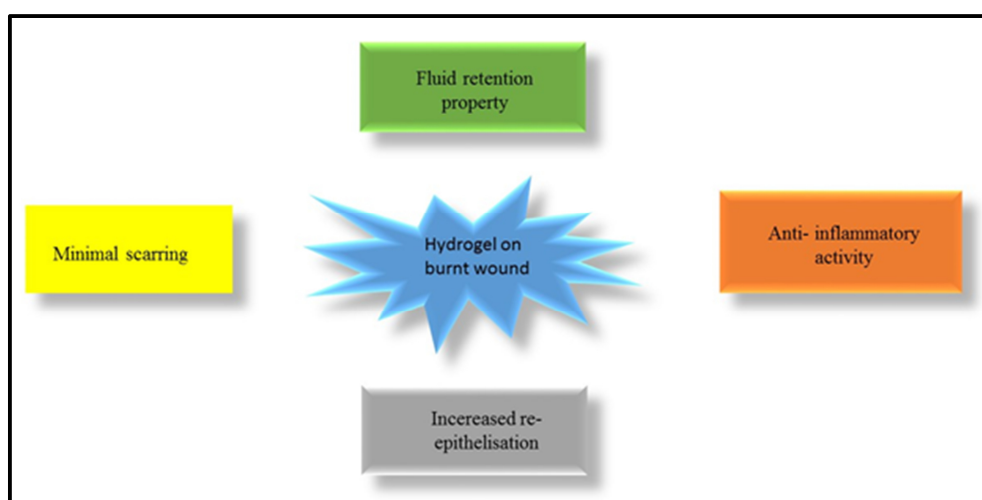 Fluid retention
property
Minimal scarring
Hydrogel on
burnt wound
Anti- inflammatory
activity
Incereased re-
epithelisation